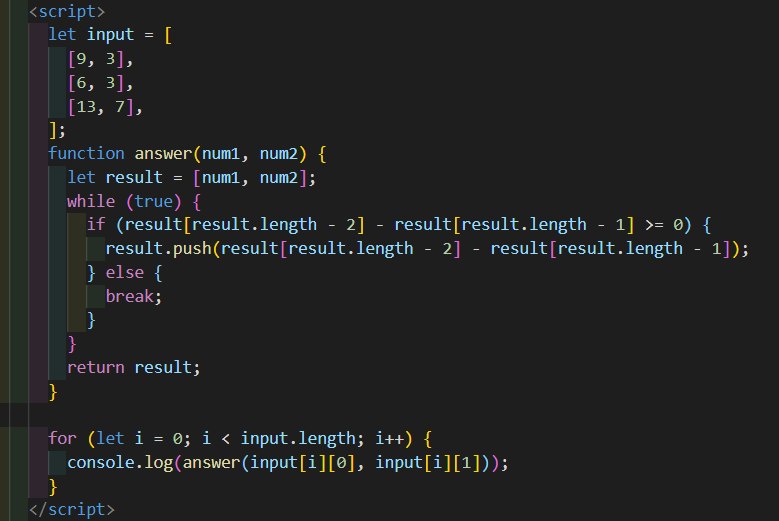 <script>
let input = [
[9, 3],
[6, 3],
[13, 7],
];
function answer(num1, num2) {
let result = [num1, num2];
while (true) {
if (result[result.length - 2] - result[result.length - 1] >= 0) {
result.push(result[result.length - 2] - result[result.length - 1]);
} else {
break;
}
}
return result;
}
for (let i = 0; i < input.length; i++) {
console.log(answer(input[i][0], input[i][1]));
}
</script>